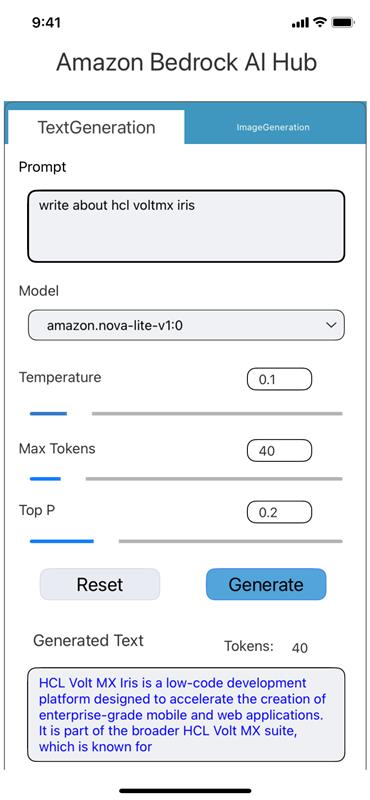 9:41
Amazon Bedrock AI Hub
TextGeneration
ImageGeneration
Prompt
write about hcl voltmx iris
Model
amazon.nova-lite-v1:0
Temperature
0.1
Max Tokens
40
Top P
0.2
Reset
Generate
Generated Text
Tokens: 40
HCL Volt MX Iris is a low-code development
platform designed to accelerate the creation of
enterprise-grade mobile and web applications.
It is part of the broader HCL Volt MX suite,
which is known for